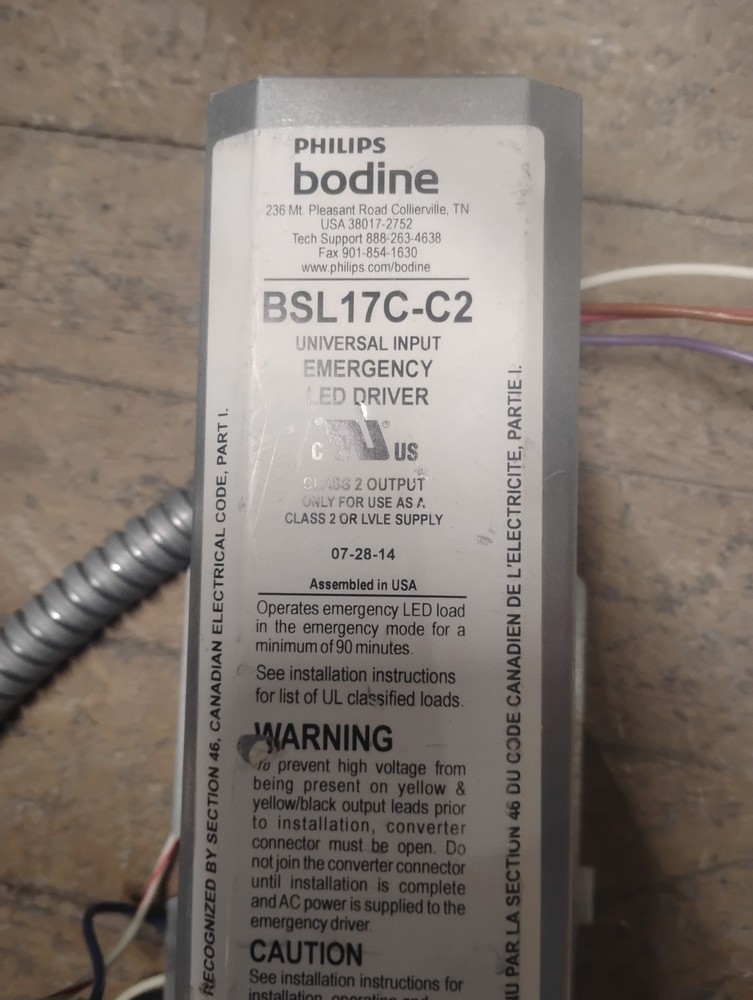 PHILIPS
bodine
236 Mt. Pleasant Road Collierville, TN
USA 38017-2752
Tech Support 888-263-4638
Fax 901-854-1630
www.philips.com/bodine
BSL17C-C2
UNIVERSAL INPUT
EMERGENCY
LED DRIVER
C UL US
CLASS 2 OUTPUT
ONLY FOR USE AS A
CLASS 2 OR LVLE SUPPLY
07-28-14
Assembled in USA
Operates emergency LED load
in the emergency mode for a
minimum of 90 minutes.
See installation instructions
for list of UL classified loads.
WARNING
To prevent high voltage from
being present on yellow &
yellow/black output leads prior
to installation, converter
connector must be open. Do
not join the converter connector
until installation is complete
and AC power is supplied to the
emergency driver.
CAUTION
See installation instructions for
installation, operating and
RECOGNIZED BY SECTION 46, CANADIAN ELECTRICAL CODE, PART I.
NU PAR LA SECTION 46 DU CODE CANADIEN DE L'ELECTRICITE, PARTIE I.